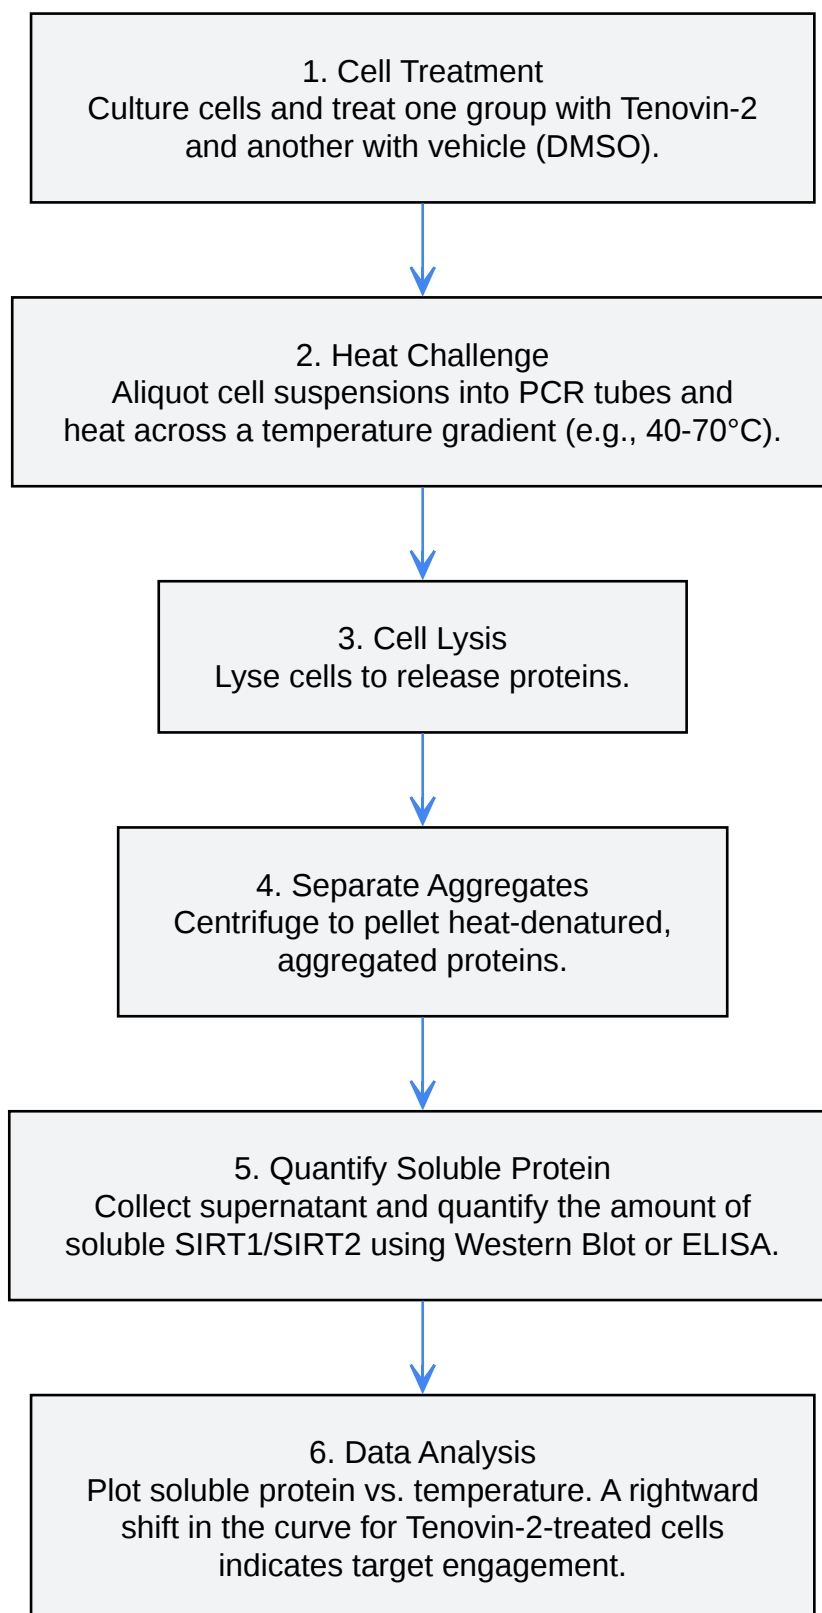 1. Cell Treatment
Culture cells and treat one group with Tenovin-2
and another with vehicle (DMSO).
2. Heat Challenge
Aliquot cell suspensions into PCR tubes and
heat across a temperature gradient (e.g., 40-70°C).
3. Cell Lysis
Lyse cells to release proteins.
4. Separate Aggregates
Centrifuge to pellet heat-denatured,
aggregated proteins.
5. Quantify Soluble Protein
Collect supernatant and quantify the amount of
soluble SIRT1/SIRT2 using Western Blot or ELISA.
6. Data Analysis
Plot soluble protein vs. temperature. A rightward
shift in the curve for Tenovin-2-treated cells
indicates target engagement.